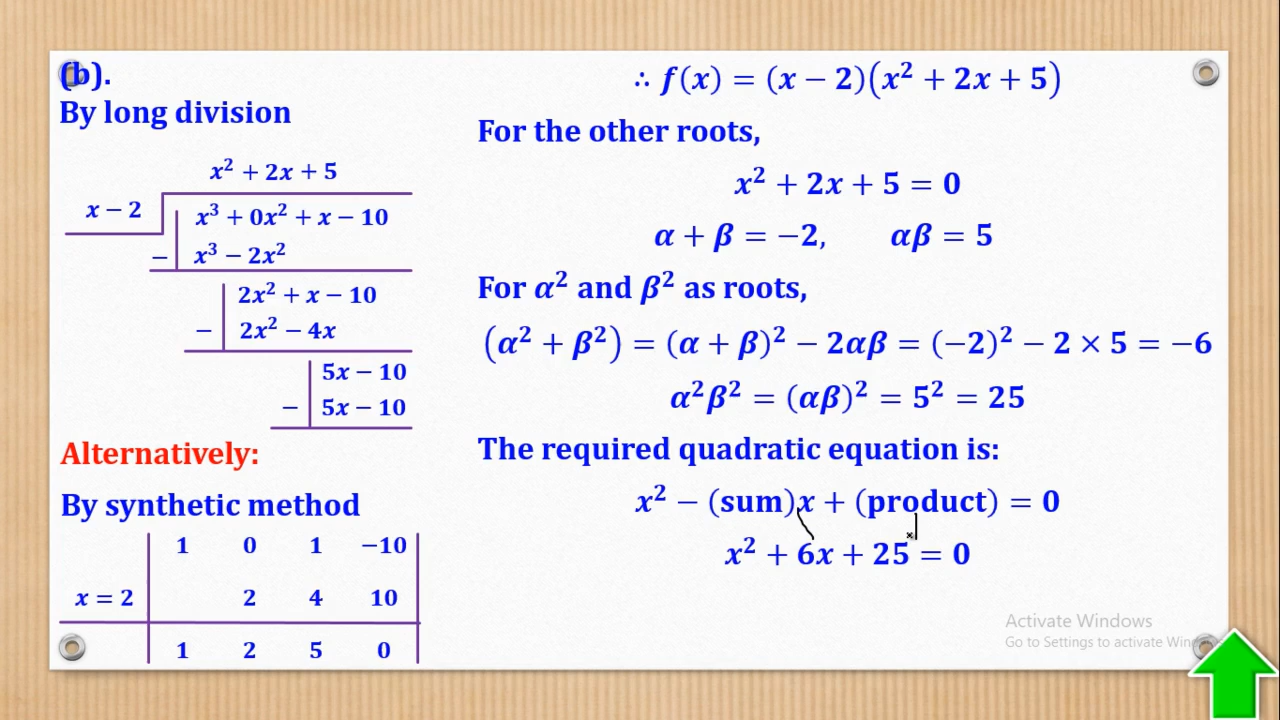 (b).
By long division
x² + 2x + 5
x − 2
x³ + 0x² + x − 10
− x³ − 2x²
2x² + x − 10
− 2x² − 4x
5x − 10
− 5x − 10
Alternatively:
By synthetic method
1 0 1 −10
x = 2 2 4 10
1 2 5 0
∴ f(x) = (x − 2)(x² + 2x + 5)
For the other roots,
x² + 2x + 5 = 0
α + β = −2, αβ = 5
For α² and β² as roots,
(α² + β²) = (α + β)² − 2αβ = (−2)² − 2 × 5 = −6
α²β² = (αβ)² = 5² = 25
The required quadratic equation is:
x² − (sum)x + (product) = 0
x² + 6x + 25 = 0
Activate Windows
Go to Settings to activate